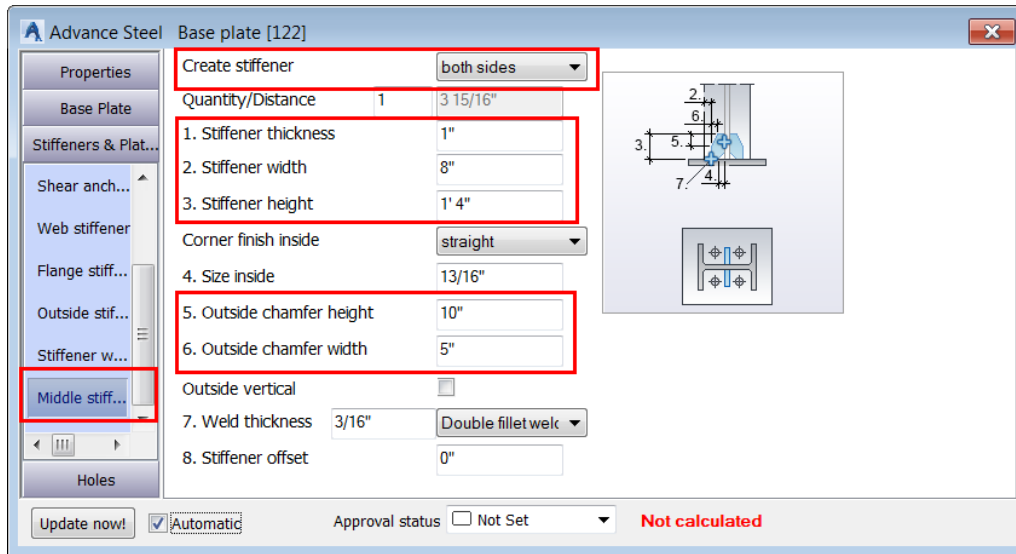 Advance Steel Base plate [122]
Properties
Base Plate
Stiffeners & Plat...
Shear anch...
Web stiffener
Flange stiff...
Outside stif...
Stiffener w...
Middle stiff...
Holes
Create stiffener both sides
Quantity/Distance 1 3 15/16"
1. Stiffener thickness 1"
2. Stiffener width 8"
3. Stiffener height 1' 4"
Corner finish inside straight
4. Size inside 13/16"
5. Outside chamfer height 10"
6. Outside chamfer width 5"
Outside vertical
7. Weld thickness 3/16" Double fillet welc
8. Stiffener offset 0"
2.
6.
3. 5.
7. 4.
Update now! Automatic Approval status Not Set Not calculated